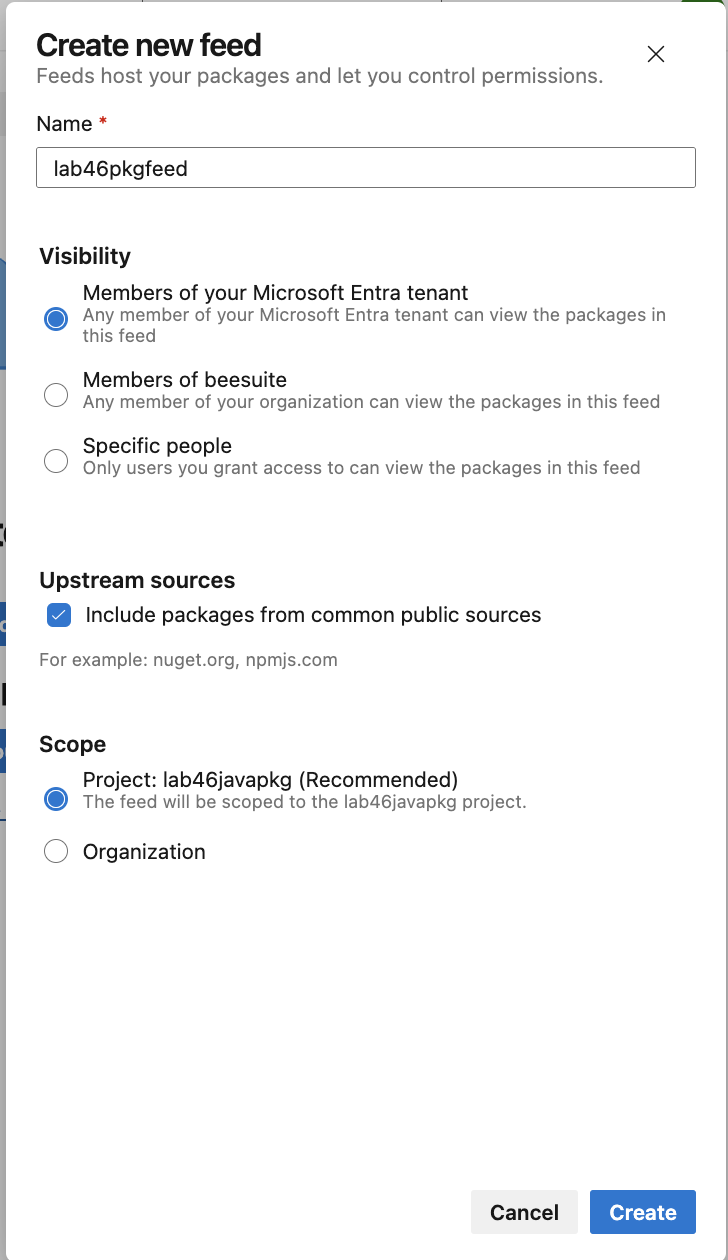 Create new feed
Feeds host your packages and let you control permissions.
Name *
lab46pkgfeed
Visibility
Members of your Microsoft Entra tenant
Any member of your Microsoft Entra tenant can view the packages in
this feed
Members of beesuite
Any member of your organization can view the packages in this feed
Specific people
Only users you grant access to can view the packages in this feed
Upstream sources
Include packages from common public sources
For example: nuget.org, npmjs.com
Scope
Project: lab46javapkg (Recommended)
The feed will be scoped to the lab46javapkg project.
Organization
Cancel
Create